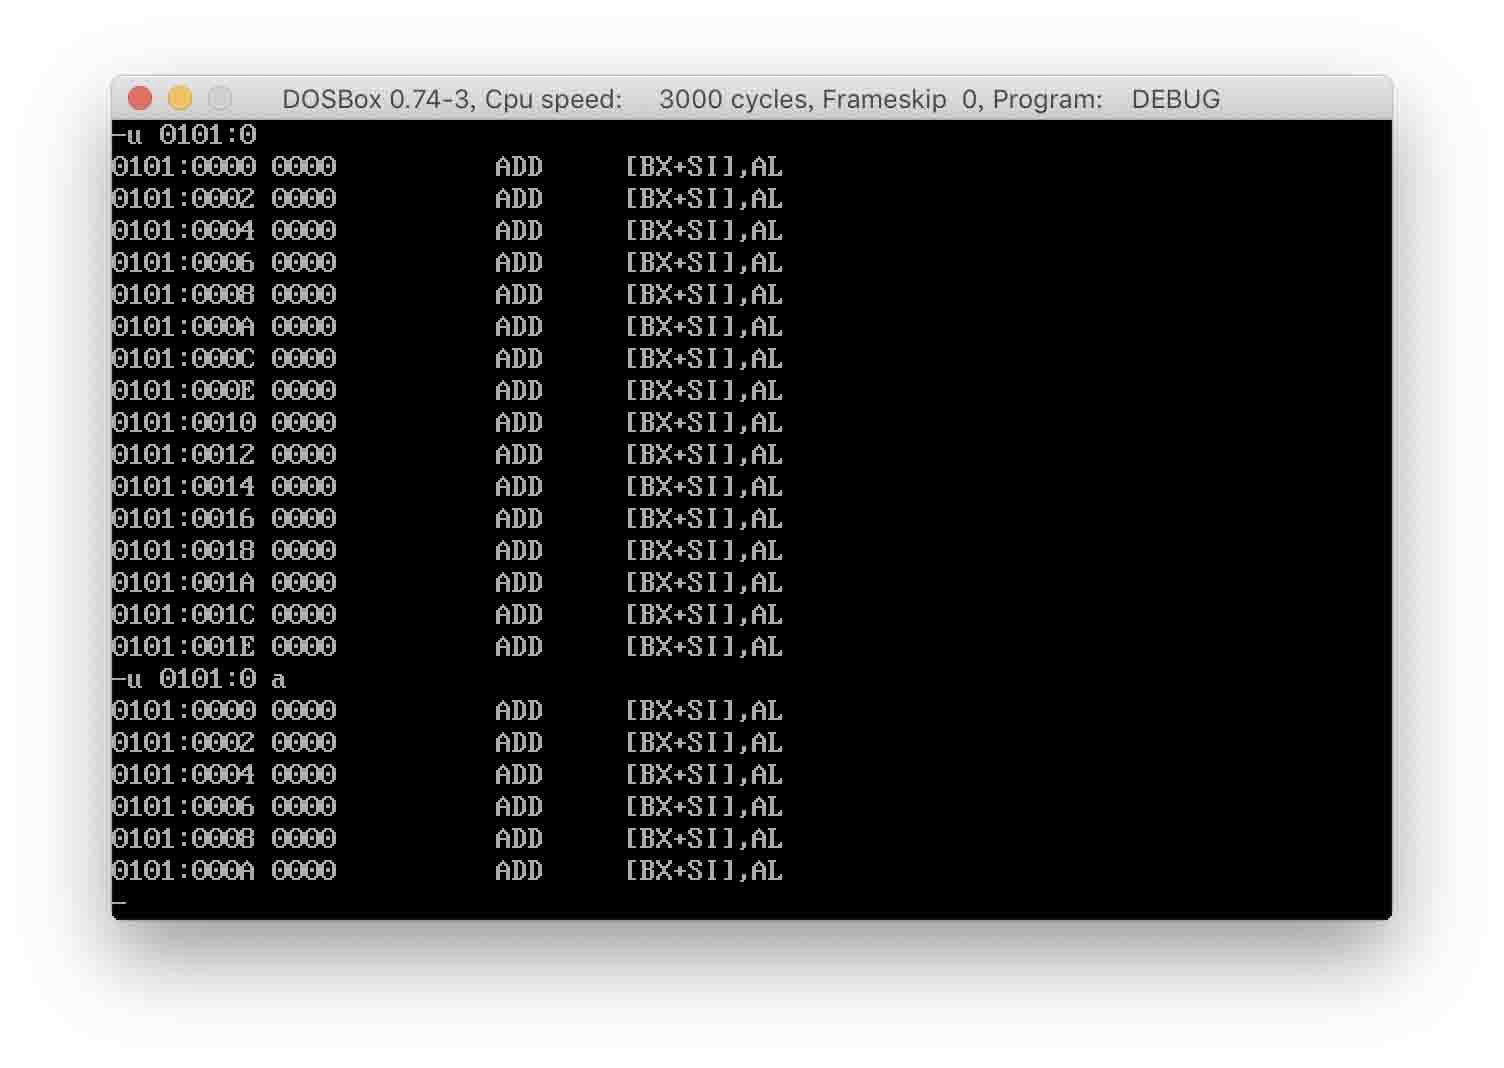 DOSBox 0.74-3, Cpu speed: 3000 cycles, Frameskip 0, Program: DEBUG
-u 0101:0
0101:0000 0000 ADD [BX+SI],AL
0101:0002 0000 ADD [BX+SI],AL
0101:0004 0000 ADD [BX+SI],AL
0101:0006 0000 ADD [BX+SI],AL
0101:0008 0000 ADD [BX+SI],AL
0101:000A 0000 ADD [BX+SI],AL
0101:000C 0000 ADD [BX+SI],AL
0101:000E 0000 ADD [BX+SI],AL
0101:0010 0000 ADD [BX+SI],AL
0101:0012 0000 ADD [BX+SI],AL
0101:0014 0000 ADD [BX+SI],AL
0101:0016 0000 ADD [BX+SI],AL
0101:0018 0000 ADD [BX+SI],AL
0101:001A 0000 ADD [BX+SI],AL
0101:001C 0000 ADD [BX+SI],AL
0101:001E 0000 ADD [BX+SI],AL
-u 0101:0 a
0101:0000 0000 ADD [BX+SI],AL
0101:0002 0000 ADD [BX+SI],AL
0101:0004 0000 ADD [BX+SI],AL
0101:0006 0000 ADD [BX+SI],AL
0101:0008 0000 ADD [BX+SI],AL
0101:000A 0000 ADD [BX+SI],AL
-